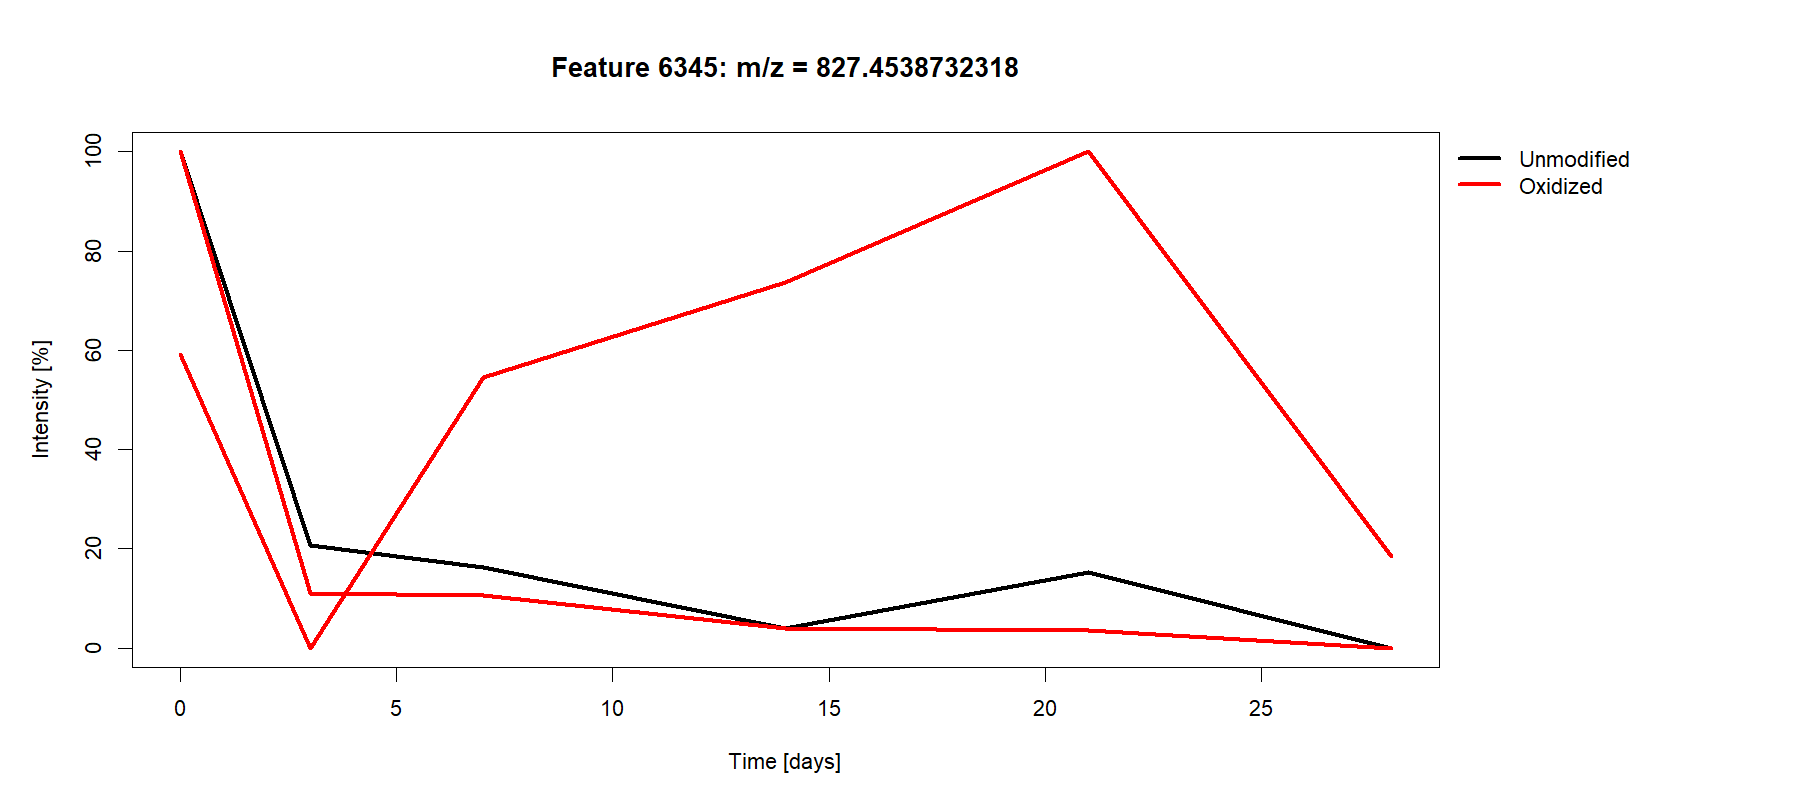 Feature 6345: m/z = 827.4538732318
Unmodified
Oxidized
Intensity [%]
100
80
60
40
20
0
0 5 10 15 20 25
Time [days]